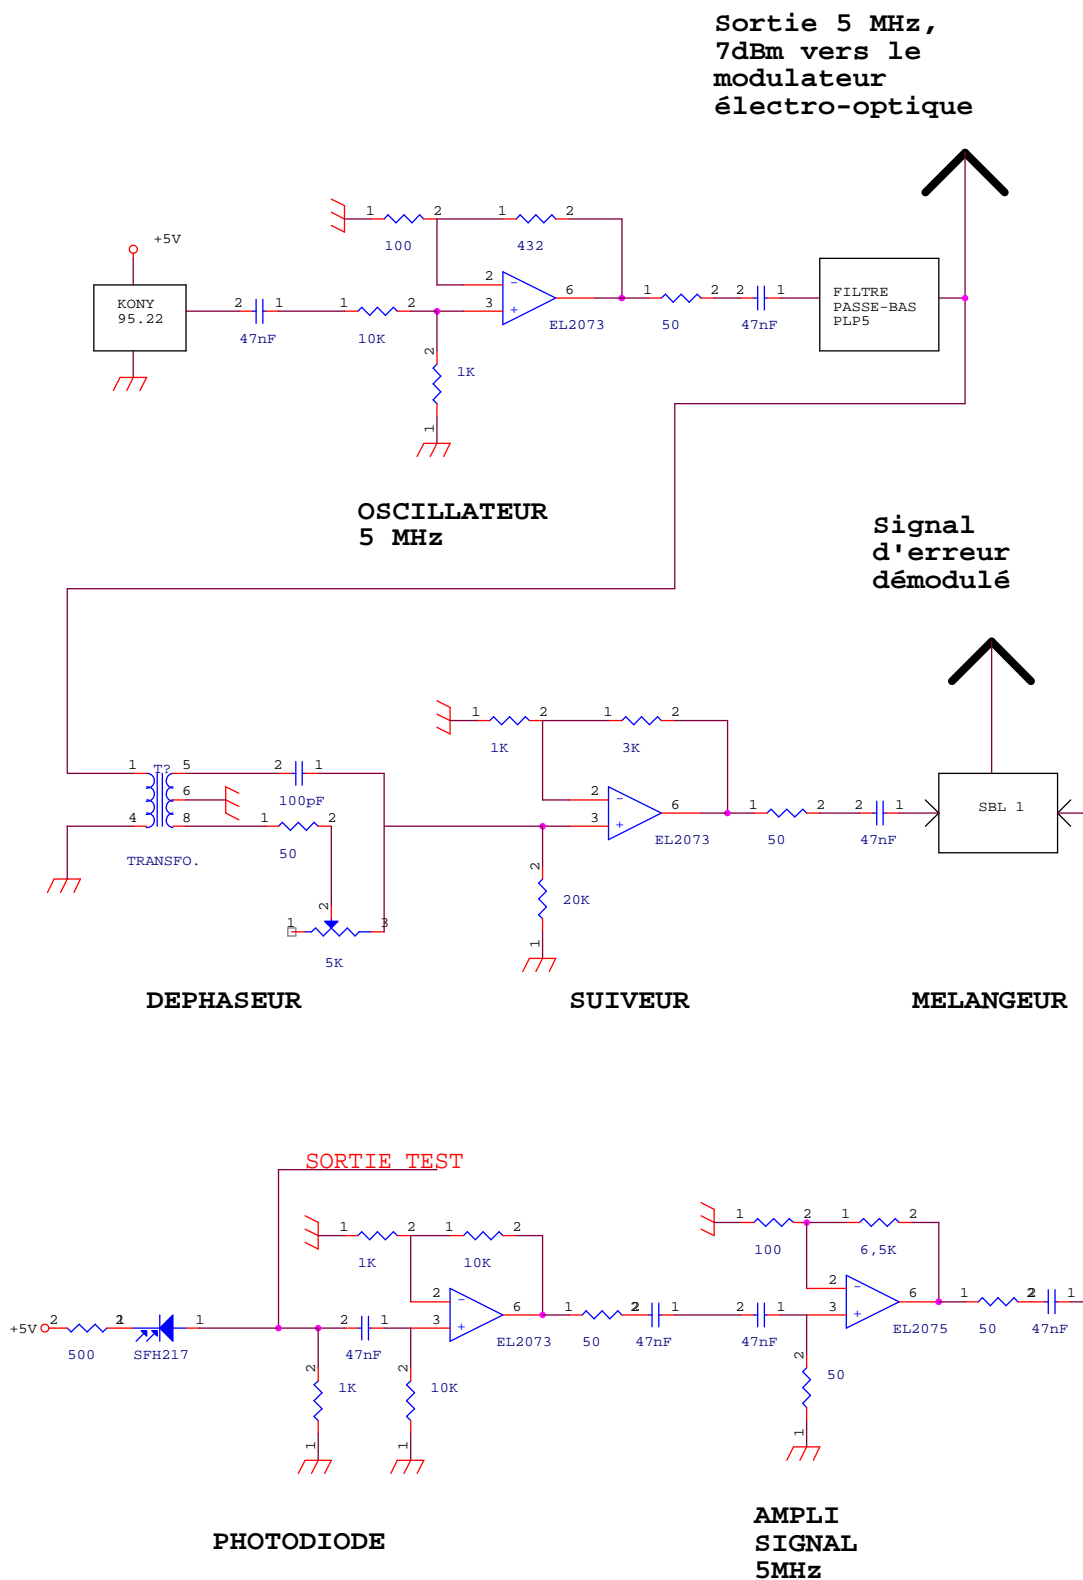 Sortie 5 MHz,
7dBm vers le
modulateur
électro-optique
1 2 1 2
100 432
+5V
KONY
95.22
2 1 1 2 2 3 6 1 2 2 1
47nF 10K EL2073 50 47nF
FILTRE
PASSE-BAS
PLP5
2
1K
1
OSCILLATEUR
5 MHz
Signal
d'erreur
démodulé
1 2 1 2
1K 3K
1 T? 5 2 1
6
100pF
4 8 1 2
TRANSFO. 50
2 3 6 1 2 2 1
EL2073 50 47nF
SBL 1
2
20K
1
1 2 3
5K
DEPHASEUR SUIVEUR MELANGEUR
SORTIE TEST
1 2 1 2
1K 10K
1 2 1 2
100 6,5K
+5V 2 21 1 2 1 2 3 6 1 22 1 2 1 2 3 6 1 22 1
500 SFH217 47nF EL2073 50 47nF 47nF EL2075 50 47nF
2 2 2
1K 10K 50
1 1 1
PHOTODIODE
AMPLI
SIGNAL
5MHz